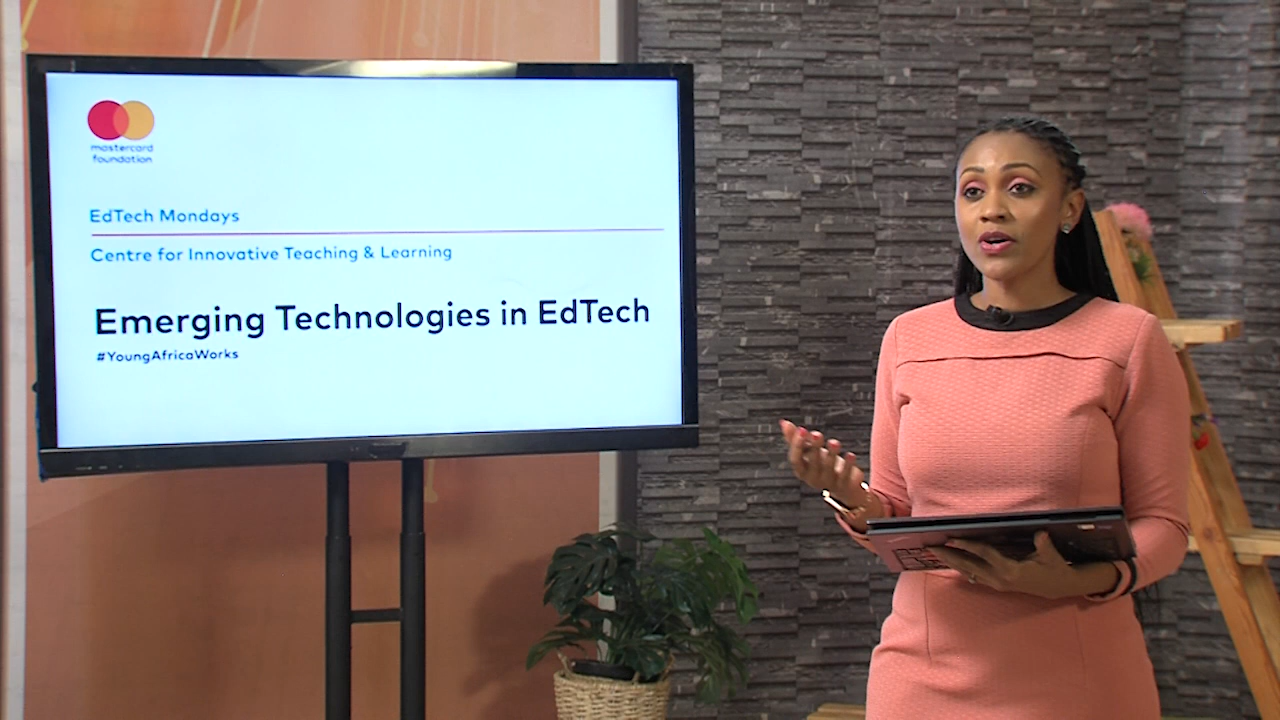 mastercard
foundation
EdTech Mondays
Centre for Innovative Teaching & Learning
Emerging Technologies in EdTech
#YoungAfricaWorks